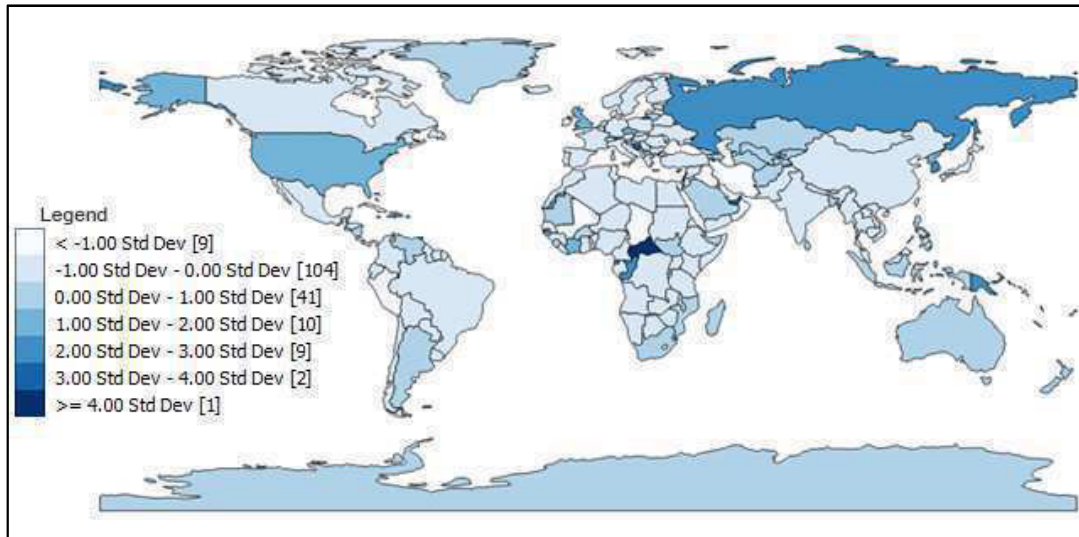 Legend
< -1.00 Std Dev [9]
-1.00 Std Dev - 0.00 Std Dev [104]
0.00 Std Dev - 1.00 Std Dev [41]
1.00 Std Dev - 2.00 Std Dev [10]
2.00 Std Dev - 3.00 Std Dev [9]
3.00 Std Dev - 4.00 Std Dev [2]
>= 4.00 Std Dev [1]